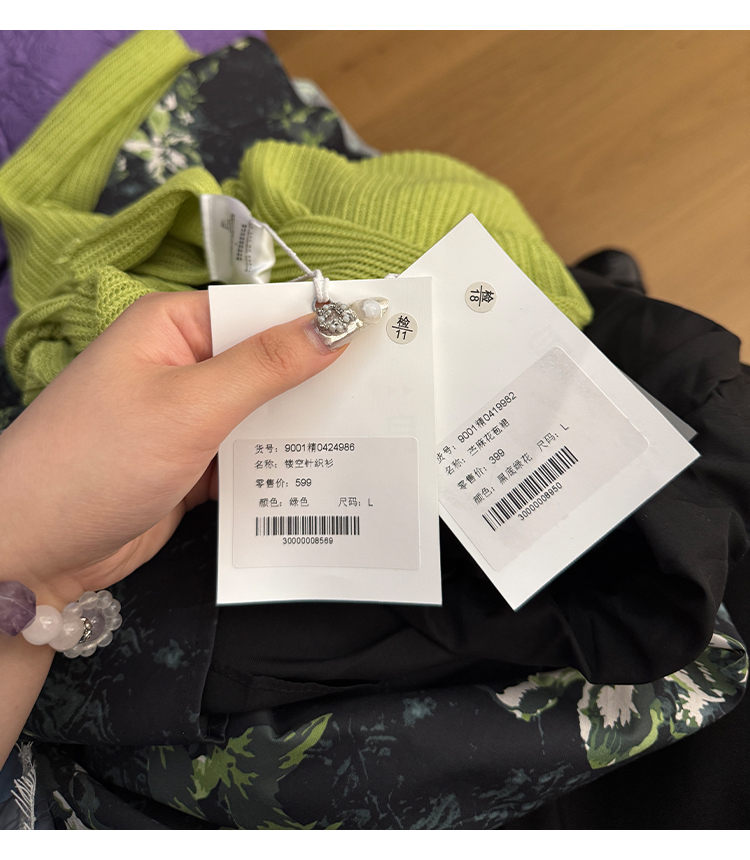 检
11
货号: 9001精0424986
名称: 镂空针织衫
零售价: 599
颜色: 绿色 尺码: L
30000008569
检
18
货号: 9001精0419982
名称: 芝麻花苞裙
零售价: 399
颜色: 黑底绿花 尺码: L
30000008950